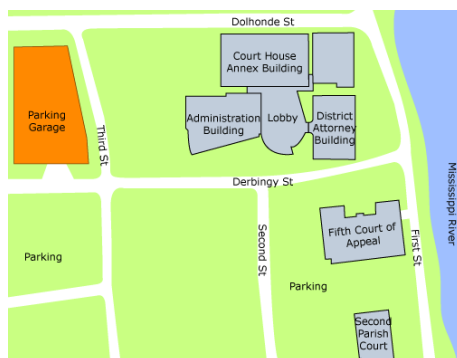 Dolhonde St
Court House
Annex Building
Parking
Garage
Third St
Administration
Building
Lobby
District
Attorney
Building
Mississippi River
Derbingy St
Fifth Court of
Appeal
First St
Second St
Parking
Parking
Second
Parish
Court